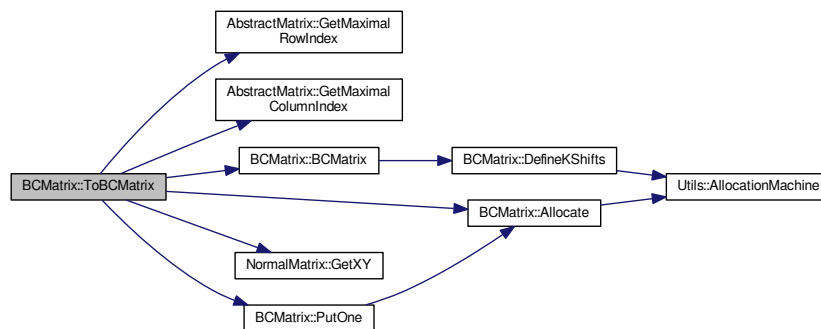 AbstractMatrix::GetMaximal
RowIndex
AbstractMatrix::GetMaximal
ColumnIndex
BCMatrix::BCMatrix
BCMatrix::DefineKShifts
BCMatrix::ToBCMatrix
Utils::AllocationMachine
BCMatrix::Allocate
NormalMatrix::GetXY
BCMatrix::PutOne